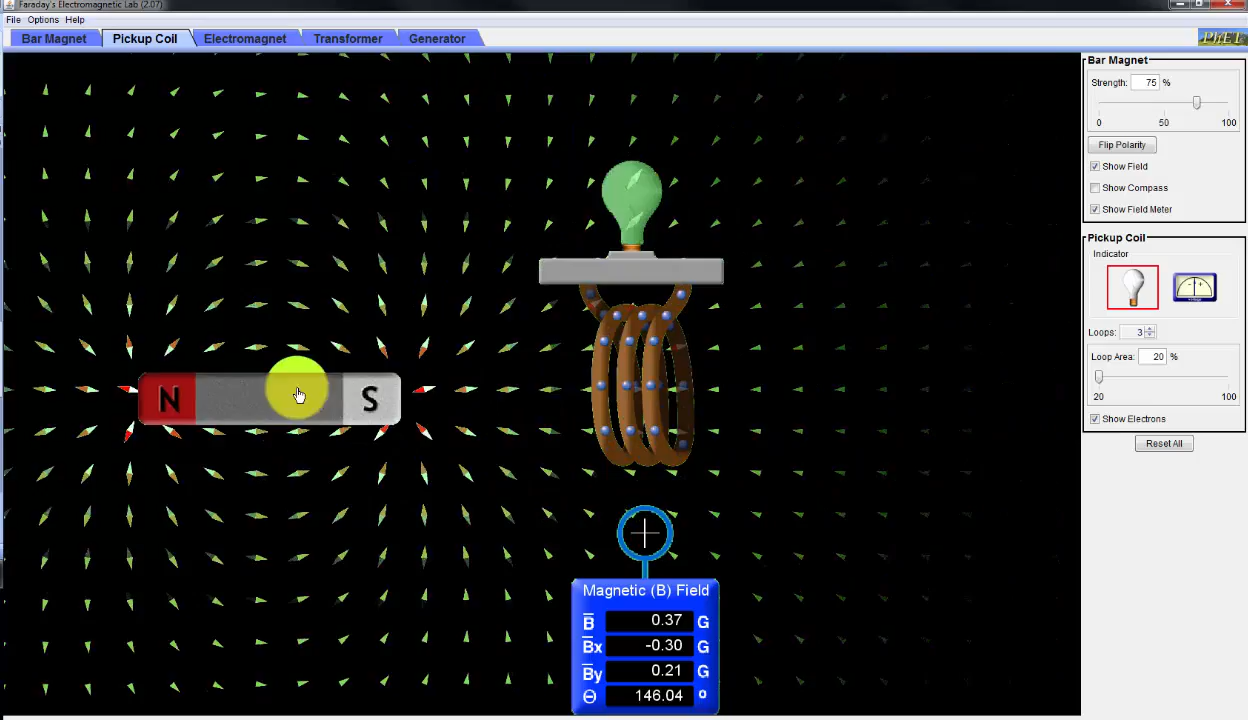 Faraday's Electromagnetic Lab (2.07)
File Options Help
Bar Magnet Pickup Coil Electromagnet Transformer Generator
PhET
Bar Magnet
Strength: 75 %
0 50 100
Flip Polarity
Show Field
Show Compass
Show Field Meter
Pickup Coil
Indicator
Loops: 3
Loop Area: 20 %
20 100
Show Electrons
Reset All
N S
Magnetic (B) Field
B 0.37 G
Bx -0.30 G
By 0.21 G
Θ 146.04 º